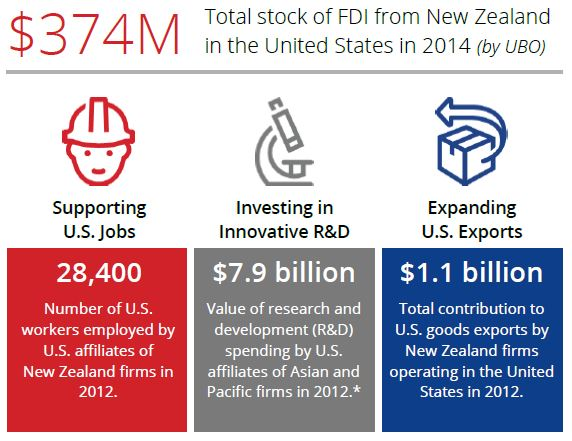 $374M
Total stock of FDI from New Zealand
in the United States in 2014 (by UBO)
Supporting
U.S. Jobs
28,400
Number of U.S.
workers employed by
U.S. affiliates of
New Zealand firms in
2012.
Investing in
Innovative R&D
$7.9 billion
Value of research and
development (R&D)
spending by U.S.
affiliates of Asian and
Pacific firms in 2012.*
Expanding
U.S. Exports
$1.1 billion
Total contribution to
U.S. goods exports by
New Zealand firms
operating in the United
States in 2012.